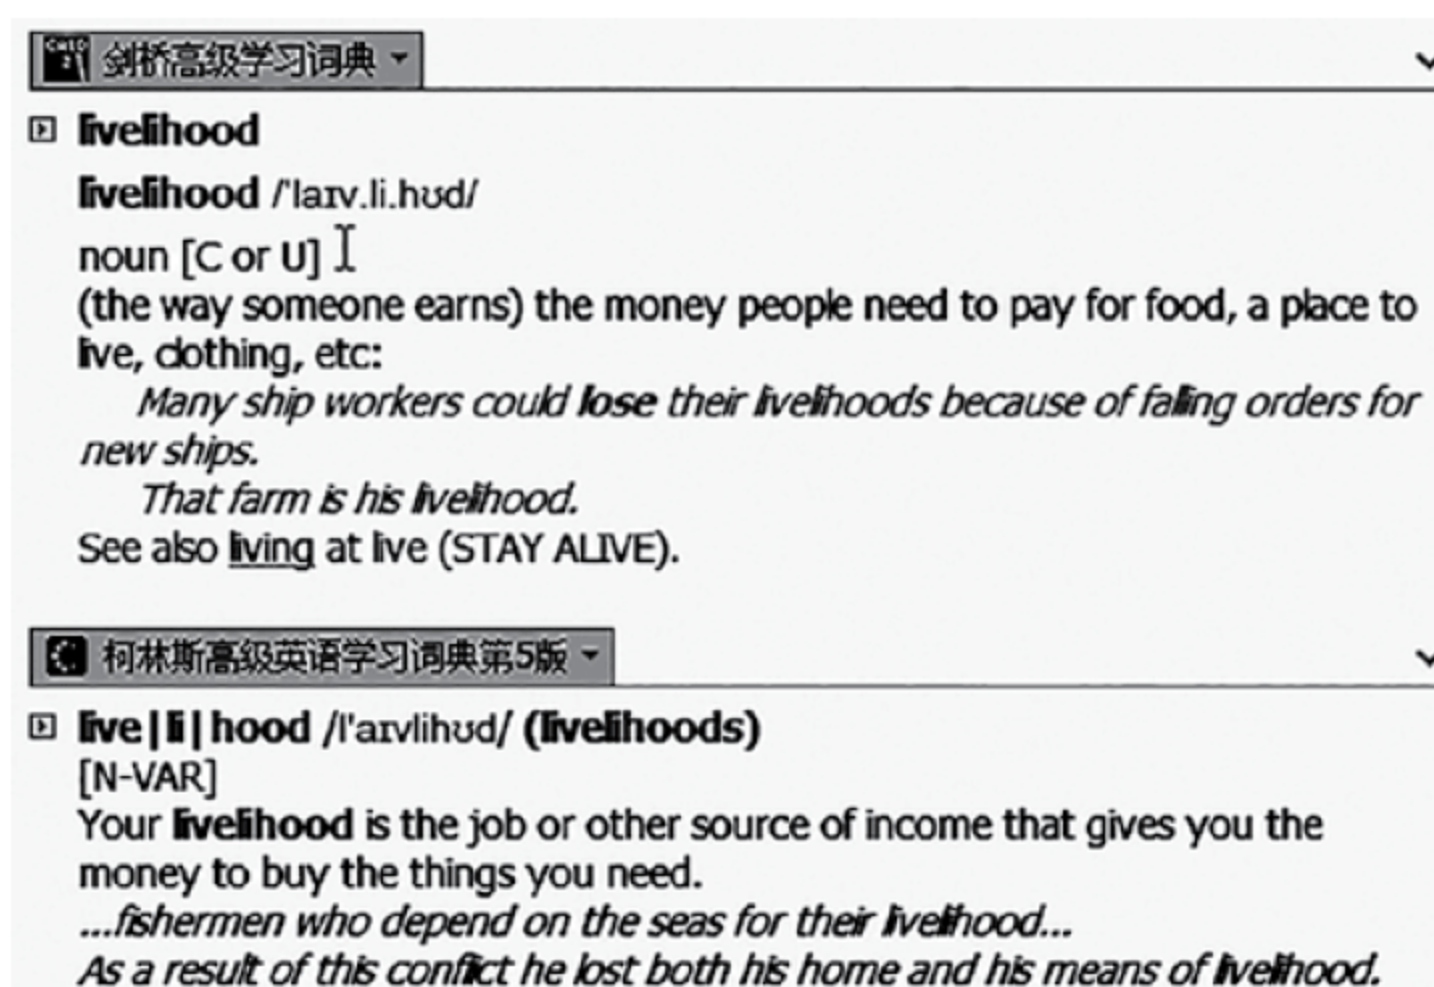 剑桥高级学习词典
livelihood
livelihood /ˈlaɪv.li.hʊd/
noun [C or U]
(the way someone earns) the money people need to pay for food, a place to
live, clothing, etc:
Many ship workers could lose their livelihoods because of falling orders for
new ships.
That farm is his livelihood.
See also living at live (STAY ALIVE).
柯林斯高级英语学习词典第5版
live|li|hood /l'aɪvlihʊd/ (livelihoods)
[N-VAR]
Your livelihood is the job or other source of income that gives you the
money to buy the things you need.
...fishermen who depend on the seas for their livelihood...
As a result of this conflict he lost both his home and his means of livelihood.